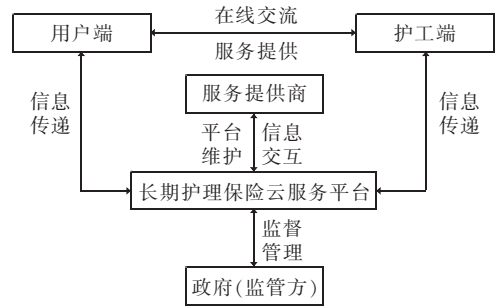 在线交流
用户端
护工端
服务提供
信息
传递
服务提供商
信息
传递
平台
维护
信息
交互
长期护理保险云服务平台
监督
管理
政府(监管方)